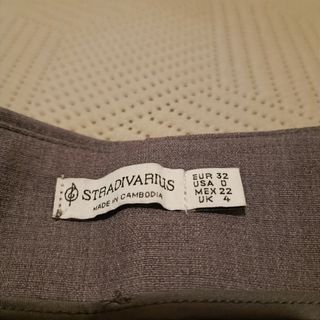 STRADIVARIUS
MADE IN CAMBODIA
EUR 32
USA 0
MEX 22
UK 4